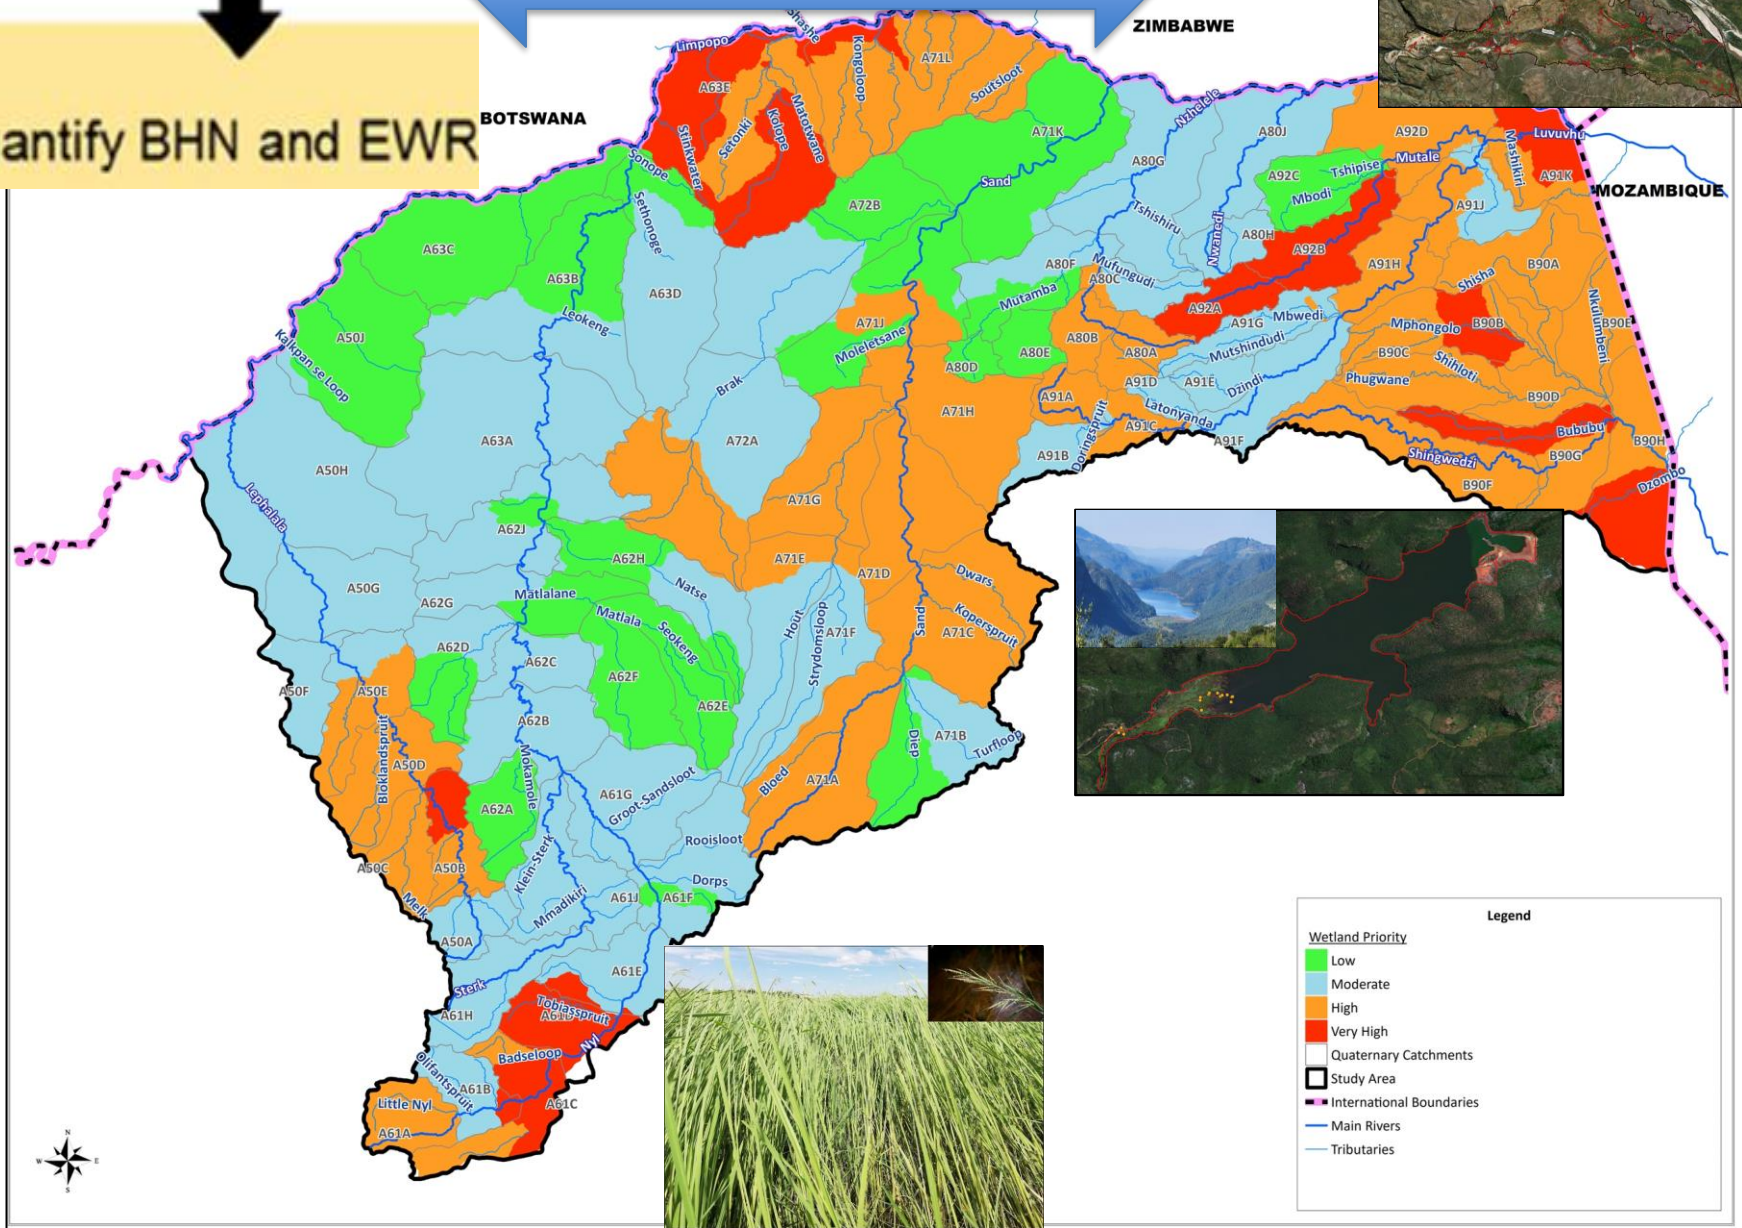 antify BHN and EWR
BOTSWANA
ZIMBABWE
MOZAMBIQUE
Limpopo
Shashe
Kongoloop
A71L
Soutsloot
A63E
Stinkwater
Setonki
Kolope
Matotwane
A71K
Nzhelele
A80J
A92D
Mutale
Luvuvhu
Mashikiri
A91K
Sonope
Sethonoge
A72B
Sand
A80G
Tshishiru
Nwanedi
A80H
A92C
Tshipise
Mbodi
A92B
A91J
A63C
A63B
A63D
Leokeng
A80F
Mutamba
Mufungudi
A80C
A91H
Shisha
B90A
Nkulumbeni
B90E
A50J
Kalkpan se Loop
A71J
Moleletsane
A80D
A80E
A80B
A80A
A92A
A91G
Mbwedi
Mutshindudi
Mphongolo
B90B
B90C
Shihloti
Phugwane
B90D
Brak
A71H
A91A
A91D
A91E
Dzindi
Latonyanda
A91C
Doringspruit
A91B
A91F
Bububu
B90H
Shingwedzi
B90G
B90F
Dzombo
A50H
A63A
A72A
Lephalala
A62J
A71G
A62H
A71E
A71D
Dwars
A50G
A62G
Matlalane
Natse
Matlala
Seokeng
Hout
Strydomsloop
A71F
Sand
Koperspruit
A71C
A62D
A62C
A62F
A62E
A50F
A50E
Bloklandspruit
A50D
A62B
Mokamole
Diep
A71B
Turfloop
Bloed
A71A
A62A
A61G
Groot-Sandsloot
Klein-Sterk
Rooisloot
A50C
A50B
Melk
Mmadikiri
A61J
A61F
Dorps
A50A
Sterk
A61E
A61H
Tobiasspruit
A61D
Badseloop
Nyl
Olifantspruit
A61B
A61C
Little Nyl
A61A
N
W
E
S
Legend
Wetland Priority
Low
Moderate
High
Very High
Quaternary Catchments
Study Area
International Boundaries
Main Rivers
Tributaries